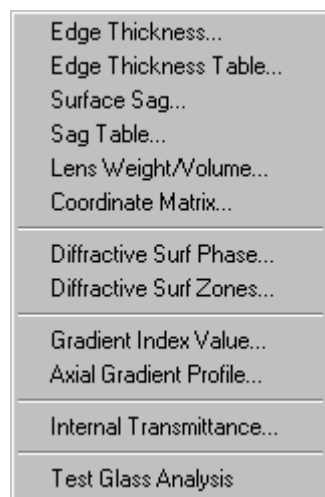 Edge Thickness...
Edge Thickness Table...
Surface Sag...
Sag Table...
Lens Weight/Volume...
Coordinate Matrix...
Diffractive Surf Phase...
Diffractive Surf Zones...
Gradient Index Value...
Axial Gradient Profile...
Internal Transmittance...
Test Glass Analysis